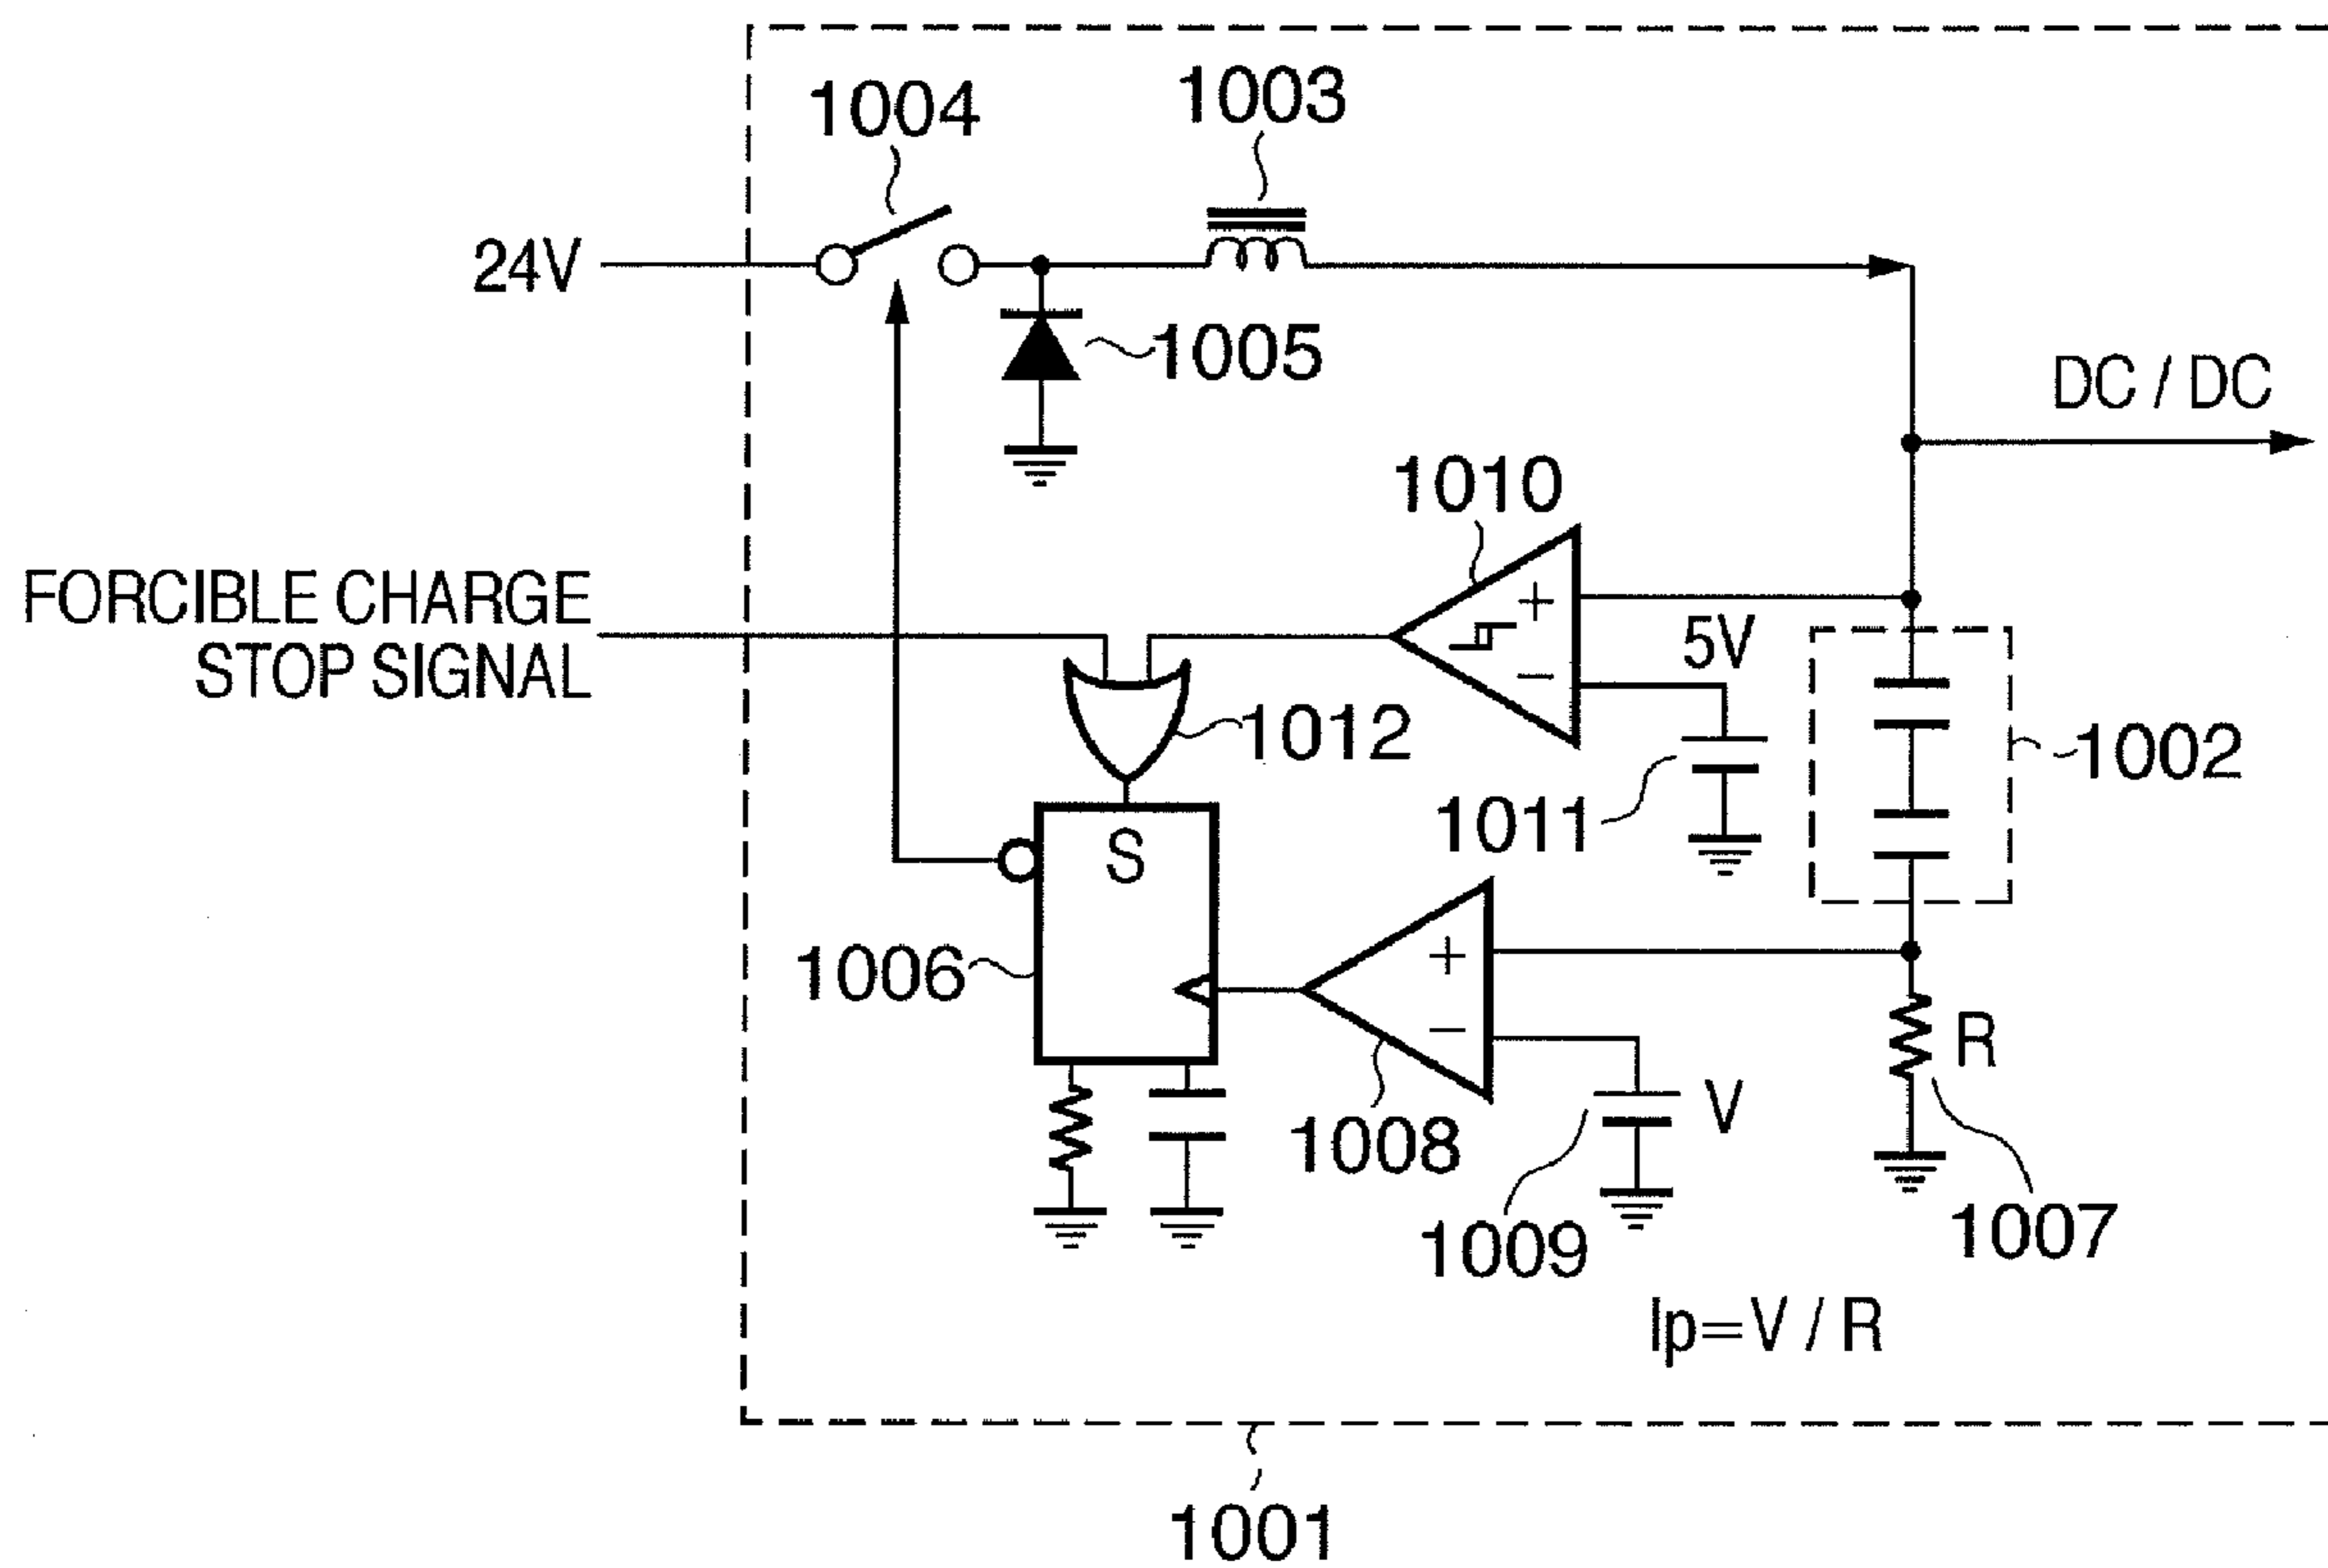 1004
1003
24V
1005
DC / DC
1010
FORCIBLE CHARGE
STOP SIGNAL
+
5V
−
1012
1002
1011
S
1006
+
−
R
V
1008
1009
1007
Ip=V / R
1001